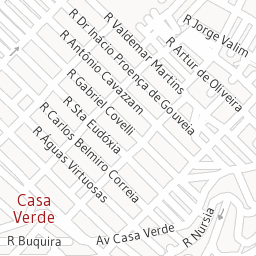 R Jorge Valim
R Valdemar Martins
R Artur de Oliveira
R Dr Inácio Proença de Gouveia
R Antônio Cavazzam
R Gabriel Covelli
R Sta Eudóxia
R Carlos Belmiro Correia
R Águas Virtuosas
Casa
Verde
R Buquira
Av Casa Verde
R Núrsia